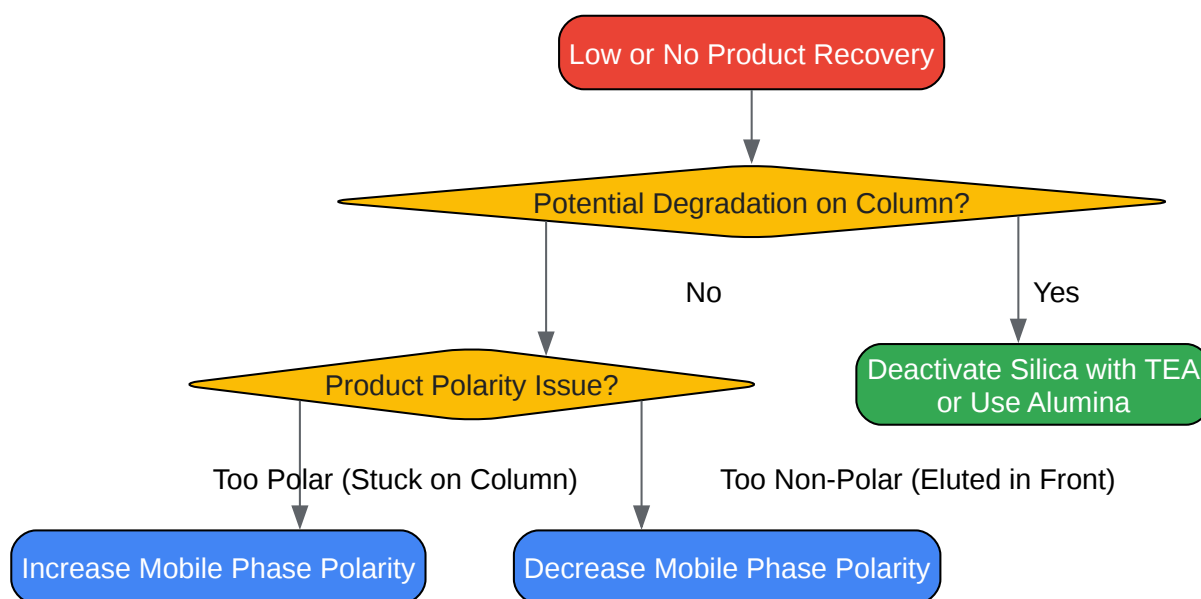 Low or No Product Recovery
Potential Degradation on Column?
No
Yes
Product Polarity Issue?
Deactivate Silica with TEA
or Use Alumina
Too Polar (Stuck on Column)
Too Non-Polar (Eluted in Front)
Increase Mobile Phase Polarity
Decrease Mobile Phase Polarity